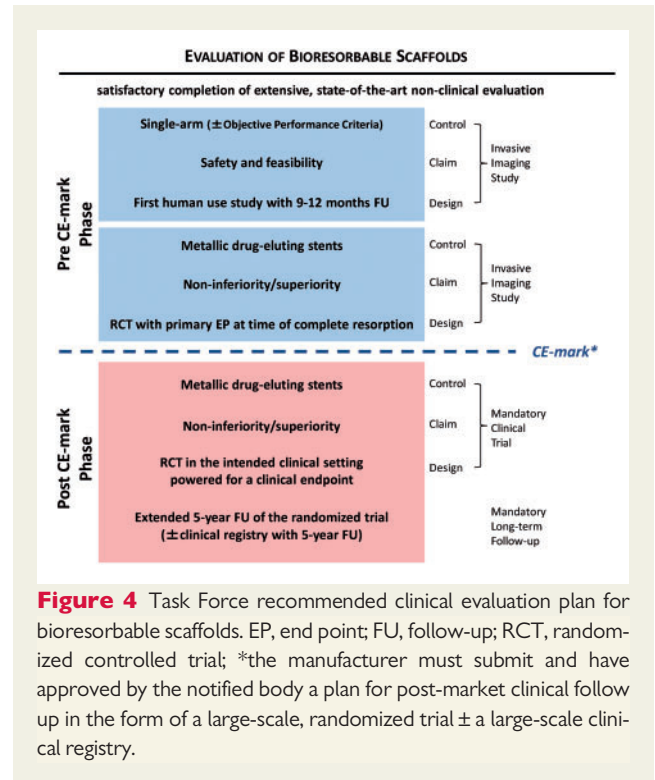 EVALUATION OF BIORESORBABLE SCAFFOLDS
satisfactory completion of extensive, state-of-the-art non-clinical evaluation
Pre CE-mark
Phase
Single-arm (±Objective Performance Criteria)
Control
Safety and feasibility
Claim
First human use study with 9-12 months FU
Design
Invasive
Imaging
Study
Metallic drug-eluting stents
Control
Non-inferiority/superiority
Claim
RCT with primary EP at time of complete resorption
Design
Invasive
Imaging
Study
CE-mark*
Post CE-mark
Phase
Metallic drug-eluting stents
Control
Non-inferiority/superiority
Claim
RCT in the intended clinical setting
powered for a clinical endpoint
Design
Mandatory
Clinical
Trial
Extended 5-year FU of the randomized trial
(±clinical registry with 5-year FU)
Mandatory
Long-term
Follow-up
Figure 4 Task Force recommended clinical evaluation plan for
bioresorbable scaffolds. EP, end point; FU, follow-up; RCT, random-
ized controlled trial; *the manufacturer must submit and have
approved by the notified body a plan for post-market clinical follow
up in the form of a large-scale, randomized trial ± a large-scale clini-
cal registry.